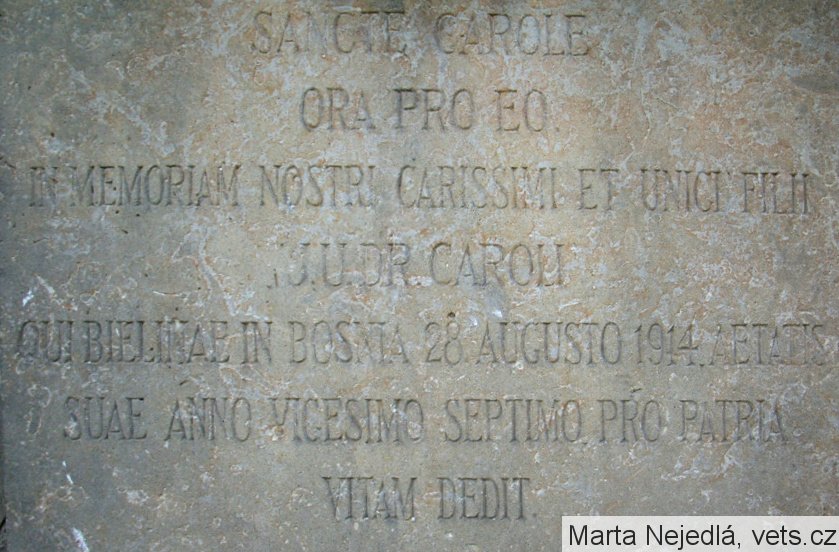 SANCTE CAROLE
ORA PRO EO.
IN MEMORIAM NOSTRI CARISSIMI ET UNICI FILII
J.U.DR. CAROLI
QUI BIELINAE IN BOSNIA 28 AUGUSTO 1914, AETATIS
SUAE ANNO VIGESIMO SEPTIMO, PRO PATRIA
VITAM DEDIT.
Marta Nejedlá, vets.cz